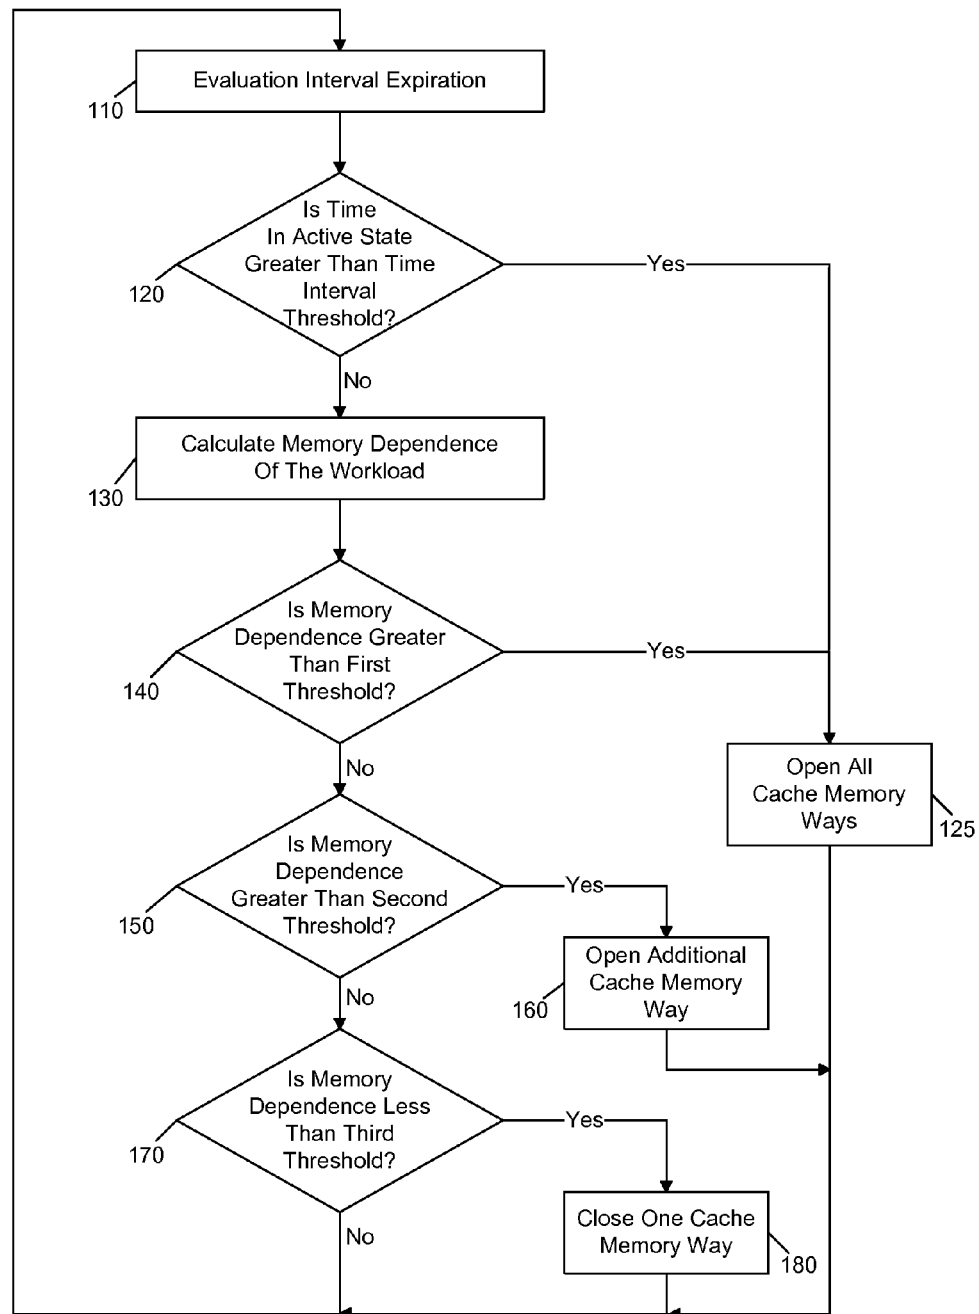 Evaluation Interval Expiration
110
Is Time
In Active State
Greater Than Time
Interval
Threshold?
Yes
120
No
Calculate Memory Dependence
Of The Workload
130
Is Memory
Dependence Greater
Than First
Threshold?
Yes
140
No
Open All
Cache Memory
Ways
125
Is Memory
Dependence
Greater Than Second
Threshold?
Yes
150
Open Additional
Cache Memory
Way
160
No
Is Memory
Dependence Less
Than Third
Threshold?
Yes
170
No
Close One Cache
Memory Way
180